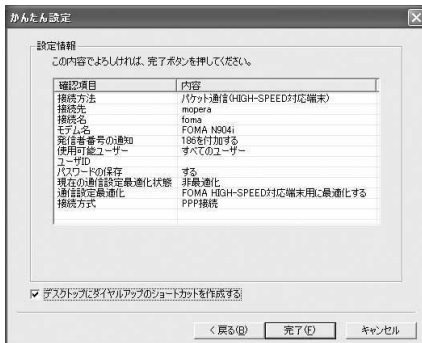 かんたん設定
設定情報
この内容でよろしければ、完了ボタンを押してください。
確認項目 内容
接続方法 パケット通信(HIGH-SPEED対応端末)
接続先 mopera
接続名 foma
モデム名 FOMA N904i
発信者番号の通知 186を付加する
使用可能ユーザー すべてのユーザー
ユーザID
パスワードの保存 する
現在の通信設定最適化状態 非最適化
通信設定最適化 FOMA HIGH-SPEED対応端末用に最適化する
接続方式 PPP接続
デスクトップにダイヤルアップのショートカットを作成する
< 戻る(B) 完了(F) キャンセル